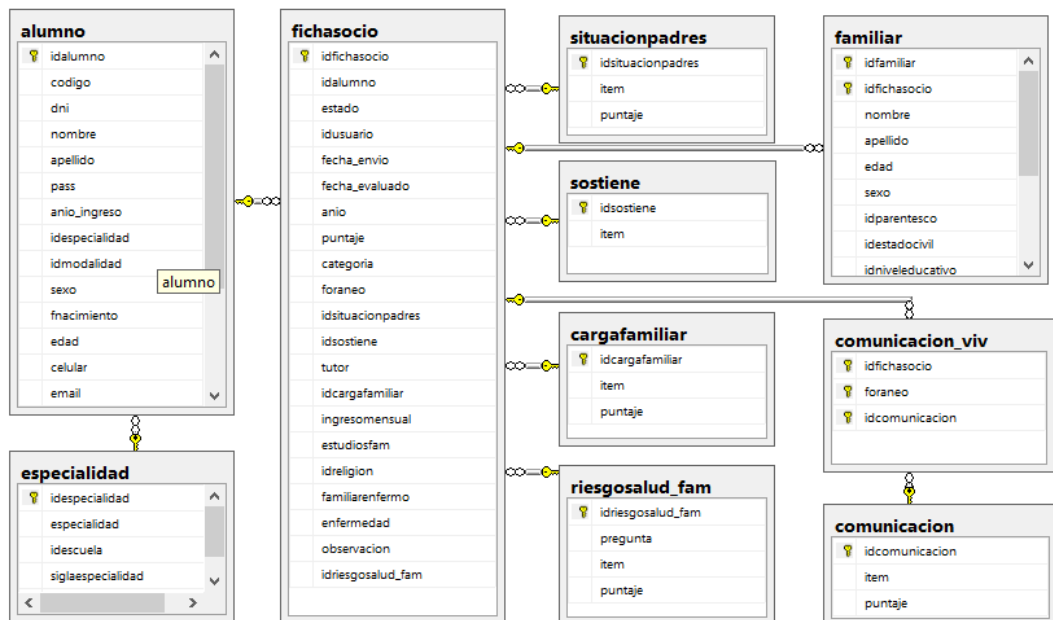 alumno
idalumno
codigo
dni
nombre
apellido
pass
anio_ingreso
idespecialidad
idmodalidad
sexo
fnacimiento
edad
celular
email
alumno
especialidad
idespecialidad
especialidad
idescuela
siglaespecialidad
fichasocio
idfichasocio
idalumno
estado
idusuario
fecha_envio
fecha_evaluado
anio
puntaje
categoria
foraneo
idsituacionpadres
idsostiene
tutor
idcargafamiliar
ingresomensual
estudiosfam
idreligion
familiarenfermo
enfermedad
observacion
idriesgosalud_fam
situacionpadres
idsituacionpadres
item
puntaje
sostiene
idsostiene
item
cargafamiliar
idcargafamiliar
item
puntaje
riesgosalud_fam
idriesgosalud_fam
pregunta
item
puntaje
familiar
idfamiliar
idfichasocio
nombre
apellido
edad
sexo
idparentesco
idestadocivil
idniveleducativo
comunicacion_viv
idfichasocio
foraneo
idcomunicacion
comunicacion
idcomunicacion
item
puntaje